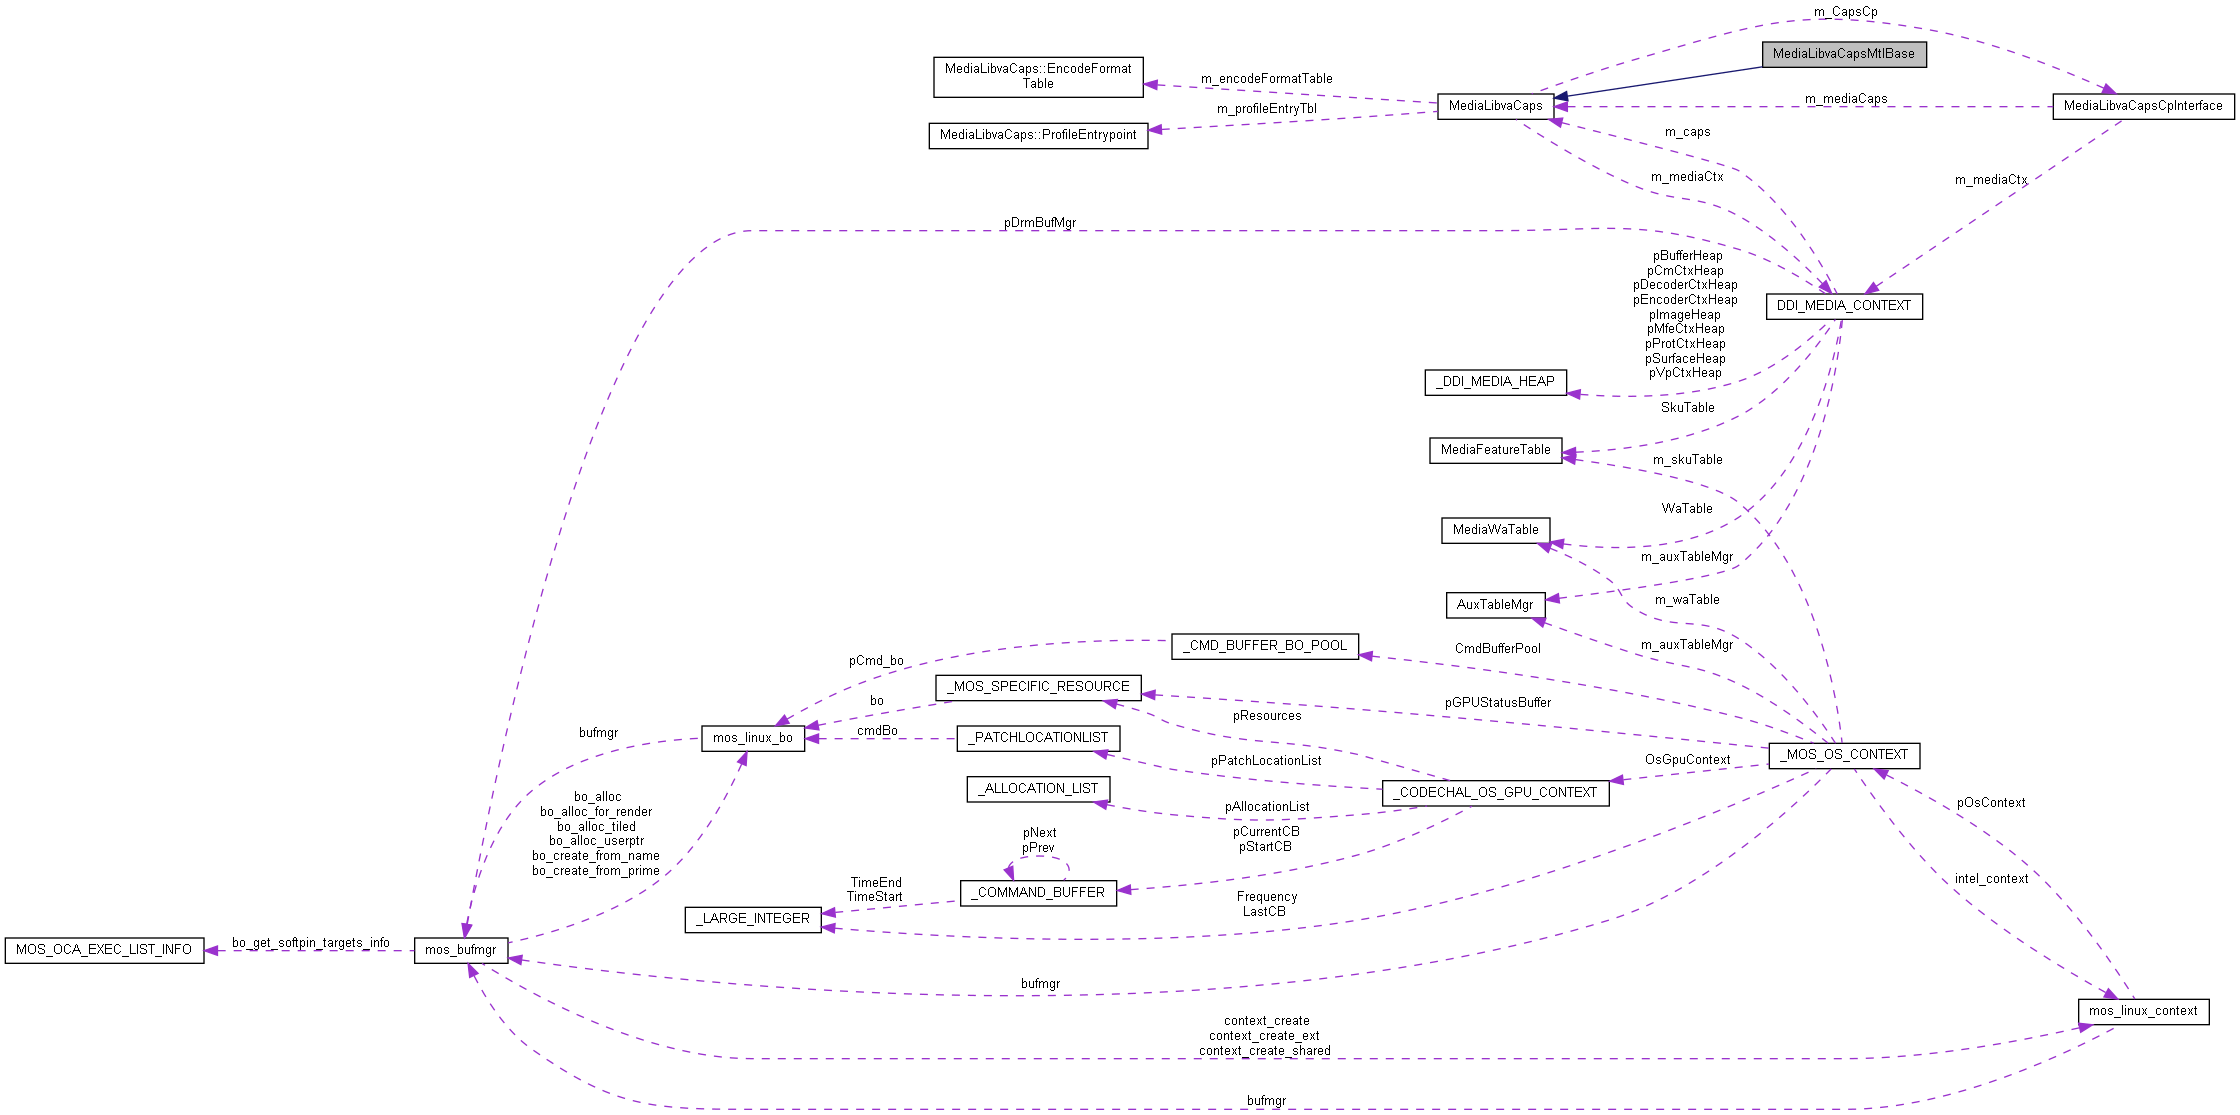 m_CapsCp
MediaLibvaCapsMtlBase
MediaLibvaCaps::EncodeFormat
Table
m_encodeFormatTable
MediaLibvaCaps
m_mediaCaps
MediaLibvaCapsCpInterface
m_profileEntryTbl
MediaLibvaCaps::ProfileEntrypoint
m_caps
m_mediaCtx
m_mediaCtx
pDrmBufMgr
pBufferHeap
pCmCtxHeap
pDecoderCtxHeap
pEncoderCtxHeap
pImageHeap
pMfeCtxHeap
pProtCtxHeap
pSurfaceHeap
pVpCtxHeap
DDI_MEDIA_CONTEXT
_DDI_MEDIA_HEAP
SkuTable
MediaFeatureTable
m_skuTable
WaTable
MediaWaTable
m_auxTableMgr
AuxTableMgr
m_waTable
m_auxTableMgr
_CMD_BUFFER_BO_POOL
CmdBufferPool
pCmd_bo
_MOS_SPECIFIC_RESOURCE
bo
pGPUStatusBuffer
pResources
bufmgr
mos_linux_bo
cmdBo
_PATCHLOCATIONLIST
pPatchLocationList
OsGpuContext
_MOS_OS_CONTEXT
_ALLOCATION_LIST
_CODECHAL_OS_GPU_CONTEXT
pAllocationList
bo_alloc
bo_alloc_for_render
bo_alloc_tiled
bo_alloc_userptr
bo_create_from_name
bo_create_from_prime
pNext
pPrev
pCurrentCB
pStartCB
pOsContext
TimeEnd
TimeStart
_COMMAND_BUFFER
intel_context
_LARGE_INTEGER
Frequency
LastCB
MOS_OCA_EXEC_LIST_INFO
bo_get_softpin_targets_info
mos_bufmgr
bufmgr
mos_linux_context
context_create
context_create_ext
context_create_shared
bufmgr